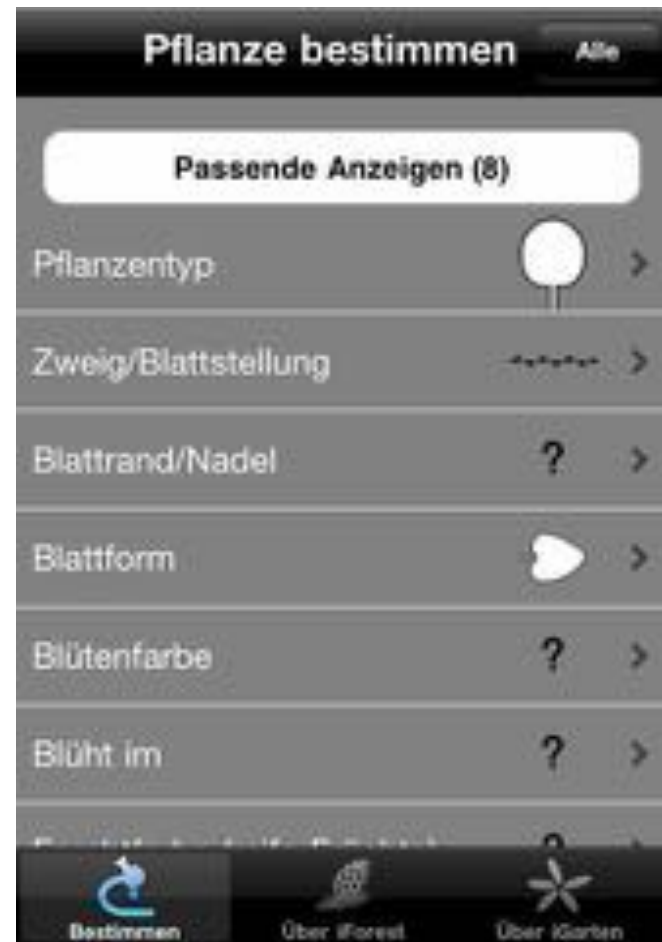 Pflanze bestimmen
Alle
Passende Anzeigen (8)
Pflanzentyp
Zweig/Blattstellung
Blattrand/Nadel
?
Blattform
Blütenfarbe
?
Blüht im
?
Bestimmen
Über iForest
Über iGarten